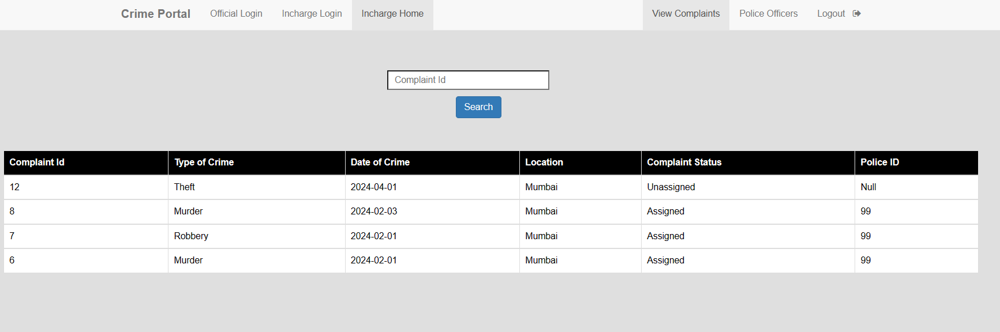 Crime Portal Official Login Incharge Login Incharge Home View Complaints Police Officers Logout
Complaint Id
Search
Complaint Id Type of Crime Date of Crime Location Complaint Status Police ID
12 Theft 2024-04-01 Mumbai Unassigned Null
8 Murder 2024-02-03 Mumbai Assigned 99
7 Robbery 2024-02-01 Mumbai Assigned 99
6 Murder 2024-02-01 Mumbai Assigned 99